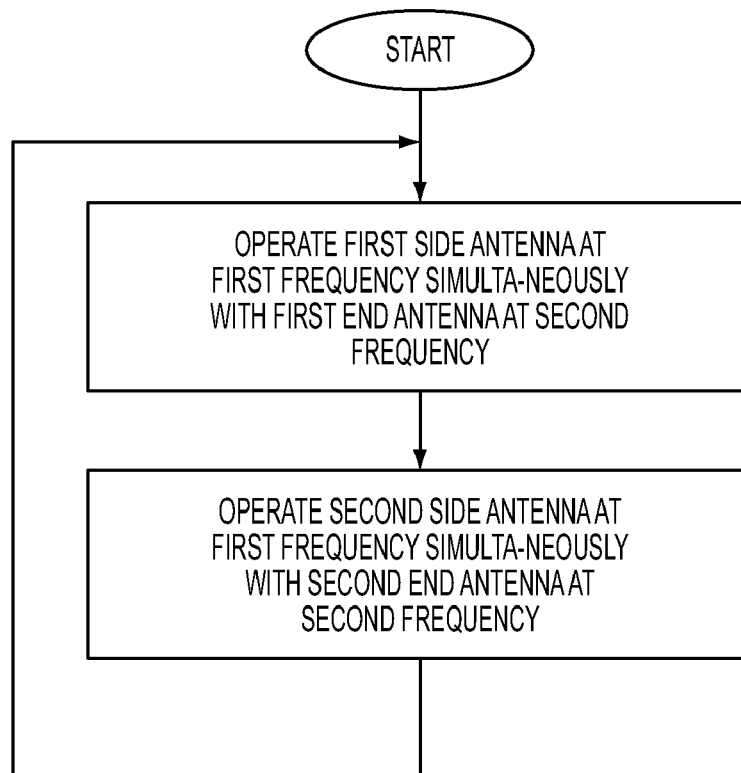 START
OPERATE FIRST SIDE ANTENNA AT
FIRST FREQUENCY SIMULTA-NEOUSLY
WITH FIRST END ANTENNA AT SECOND
FREQUENCY
OPERATE SECOND SIDE ANTENNA AT
FIRST FREQUENCY SIMULTA-NEOUSLY
WITH SECOND END ANTENNA AT
SECOND FREQUENCY